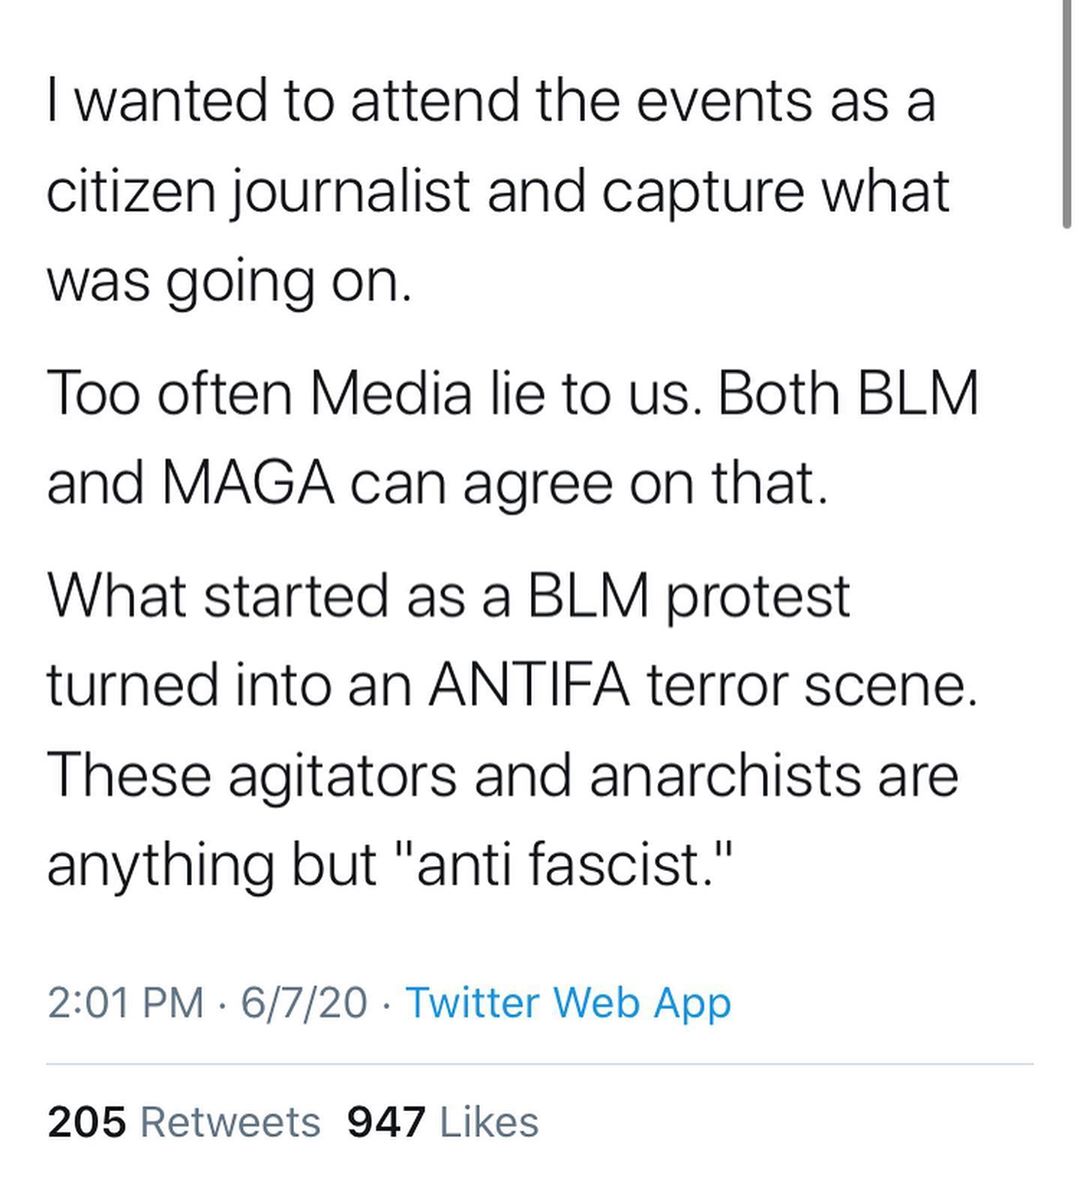 I wanted to attend the events as a
citizen journalist and capture what
was going on.
Too often Media lie to us. Both BLM
and MAGA can agree on that.
What started as a BLM protest
turned into an ANTIFA terror scene.
These agitators and anarchists are
anything but "anti fascist."
2:01 PM · 6/7/20 · Twitter Web App
205 Retweets 947 Likes